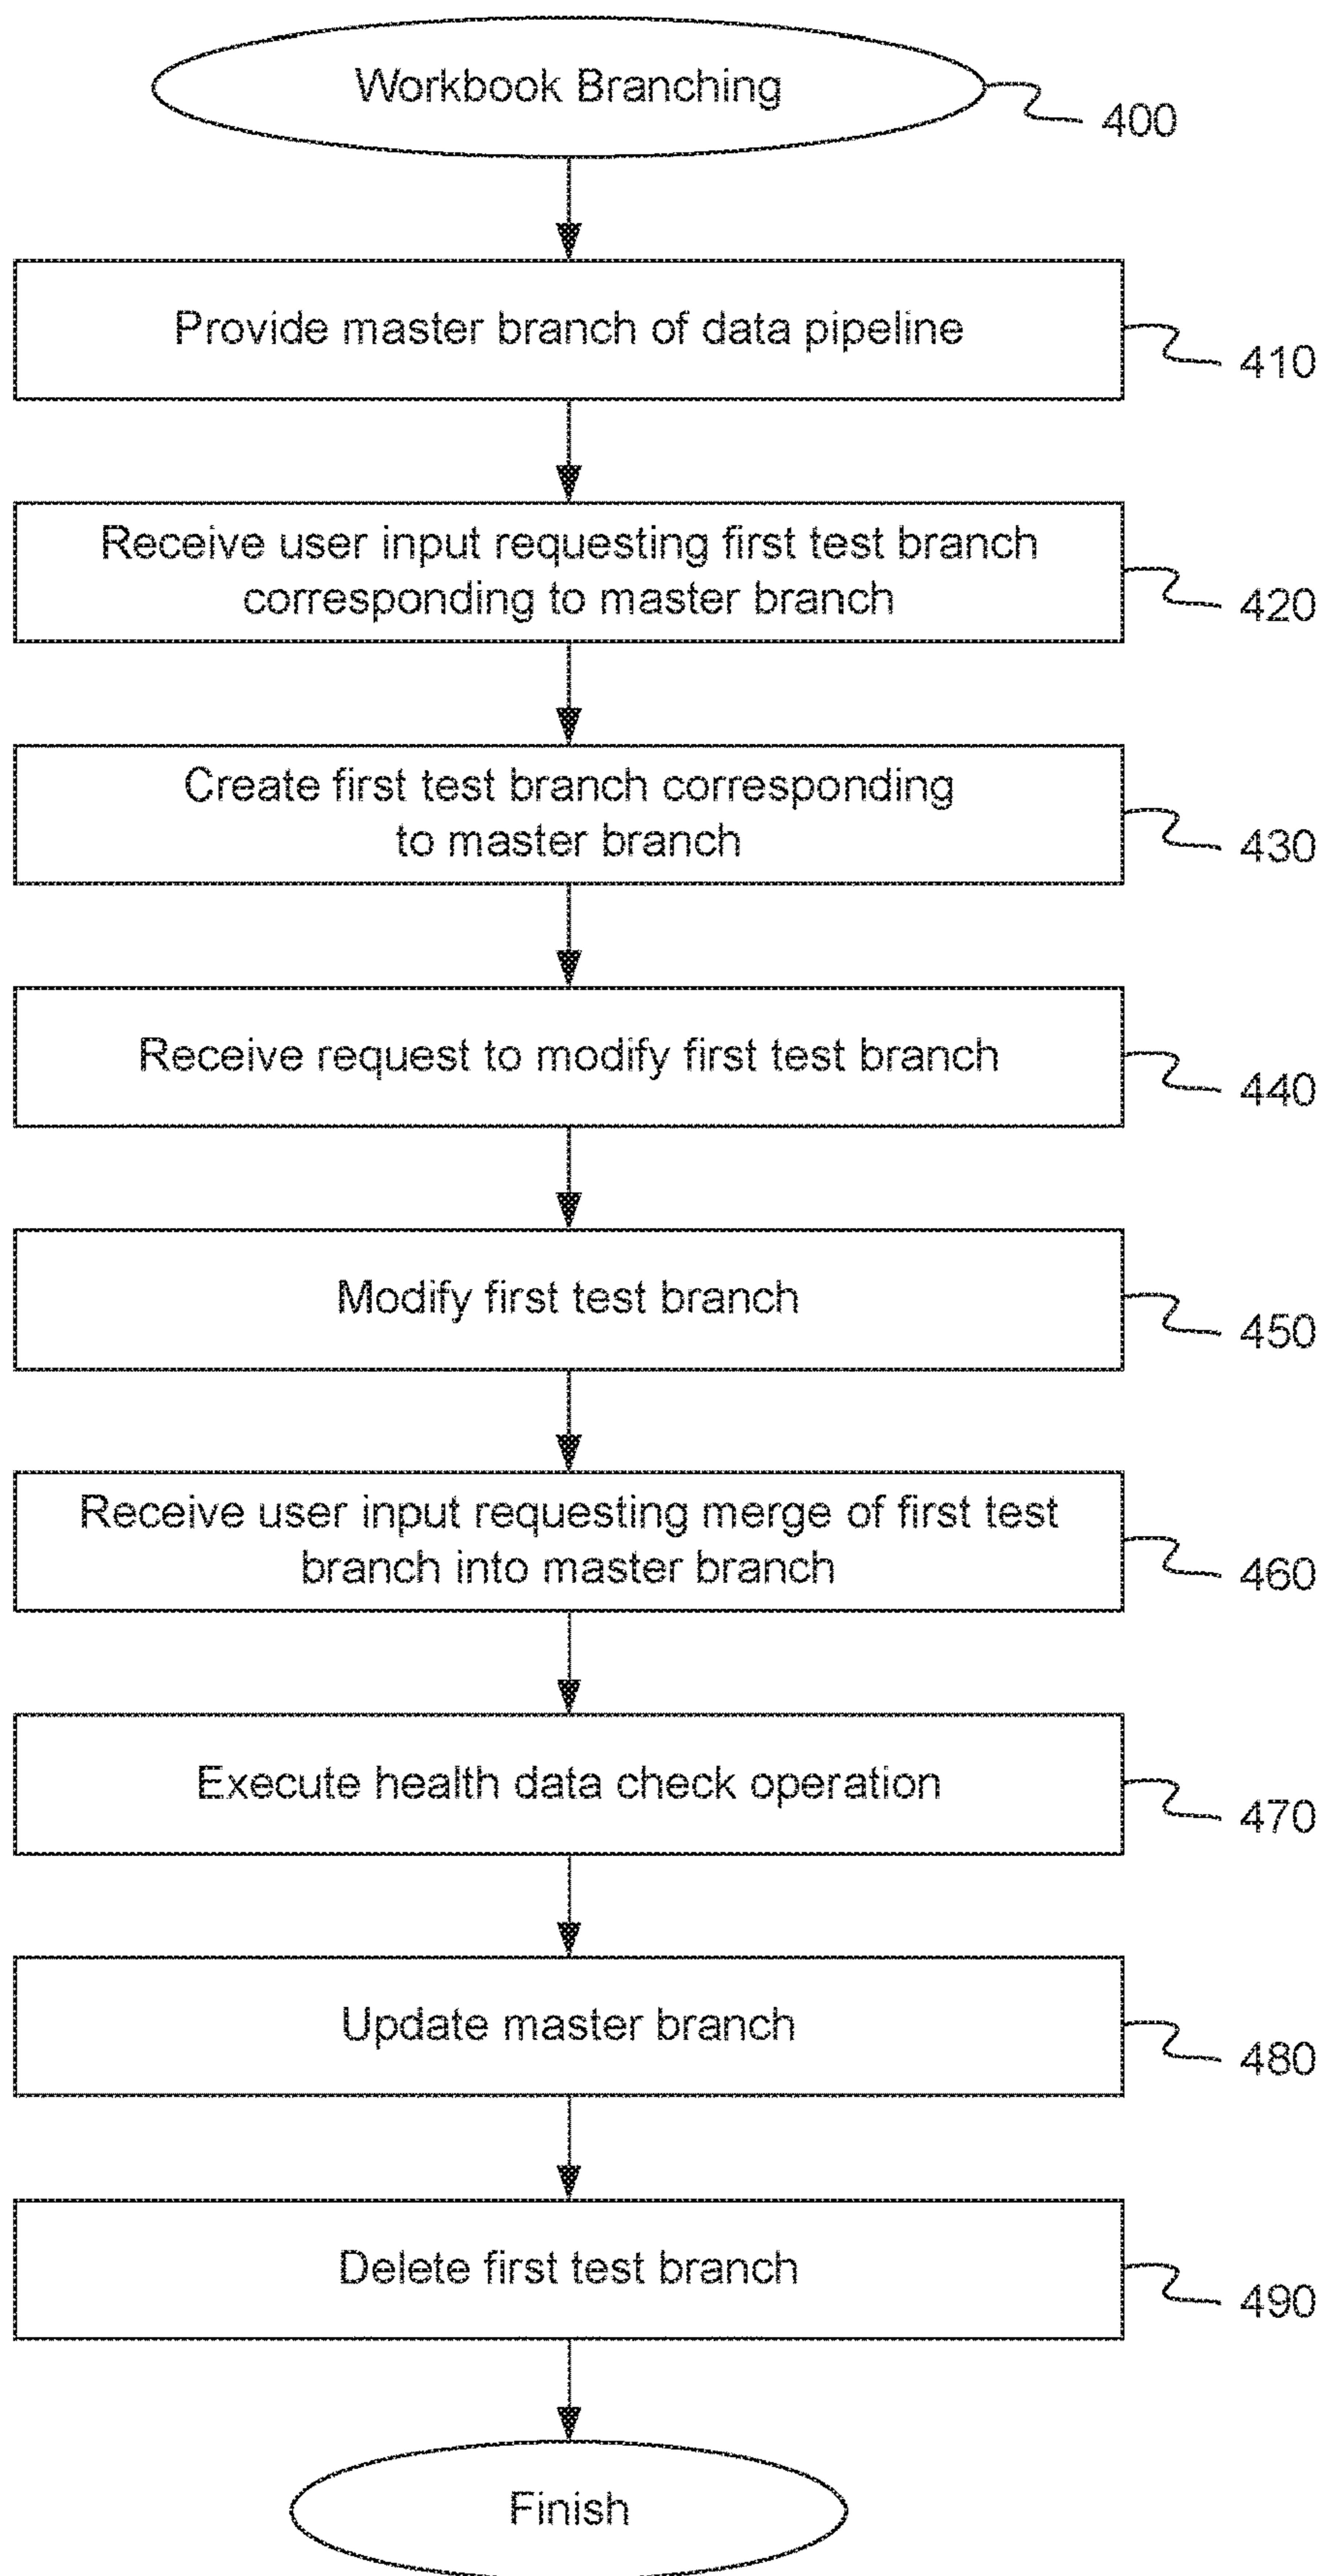 Workbook Branching
400
Provide master branch of data pipeline
410
Receive user input requesting first test branch
corresponding to master branch
420
Create first test branch corresponding
to master branch
430
Receive request to modify first test branch
440
Modify first test branch
450
Receive user input requesting merge of first test
branch into master branch
460
Execute health data check operation
470
Update master branch
480
Delete first test branch
490
Finish